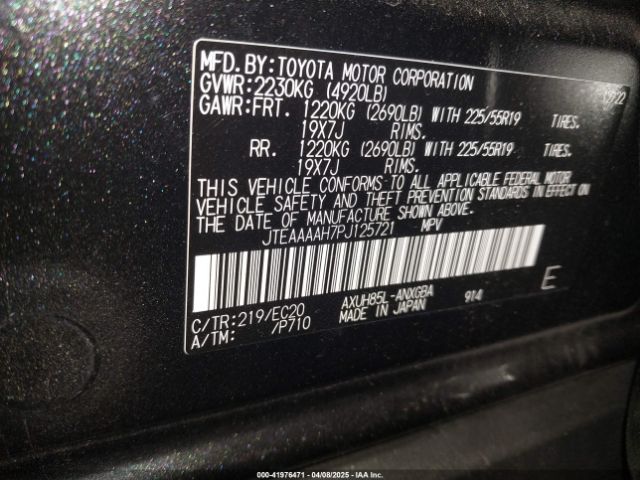 MFD. BY:TOYOTA MOTOR CORPORATION
GVWR:2230KG (4920LB)
GAWR:FRT. 1220KG (2690LB) WITH 225/55R19 TIRES.
19X7J RIMS.
RR. 1220KG (2690LB) WITH 225/55R19 TIRES.
19X7J RIMS.
THIS VEHICLE CONFORMS TO ALL APPLICABLE FEDERAL MOTOR
VEHICLE SAFETY AND THEFT PREVENTION STANDARDS IN EFFECT ON
THE DATE OF MANUFACTURE SHOWN ABOVE.
JTEAAAAH7PJ125721 MPV
E
C/TR:219/EC20 AXUH85L-ANXGBA 914
A/TM: /P710 MADE IN JAPAN
000-41976471 04/08/2025 IAA Inc.